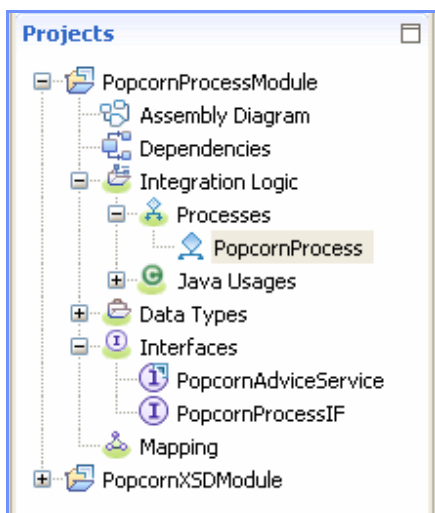 Projects
PopcornProcessModule
Assembly Diagram
Dependencies
Integration Logic
Processes
PopcornProcess
Java Usages
Data Types
Interfaces
PopcornAdviceService
PopcornProcessIF
Mapping
PopcornXSDModule